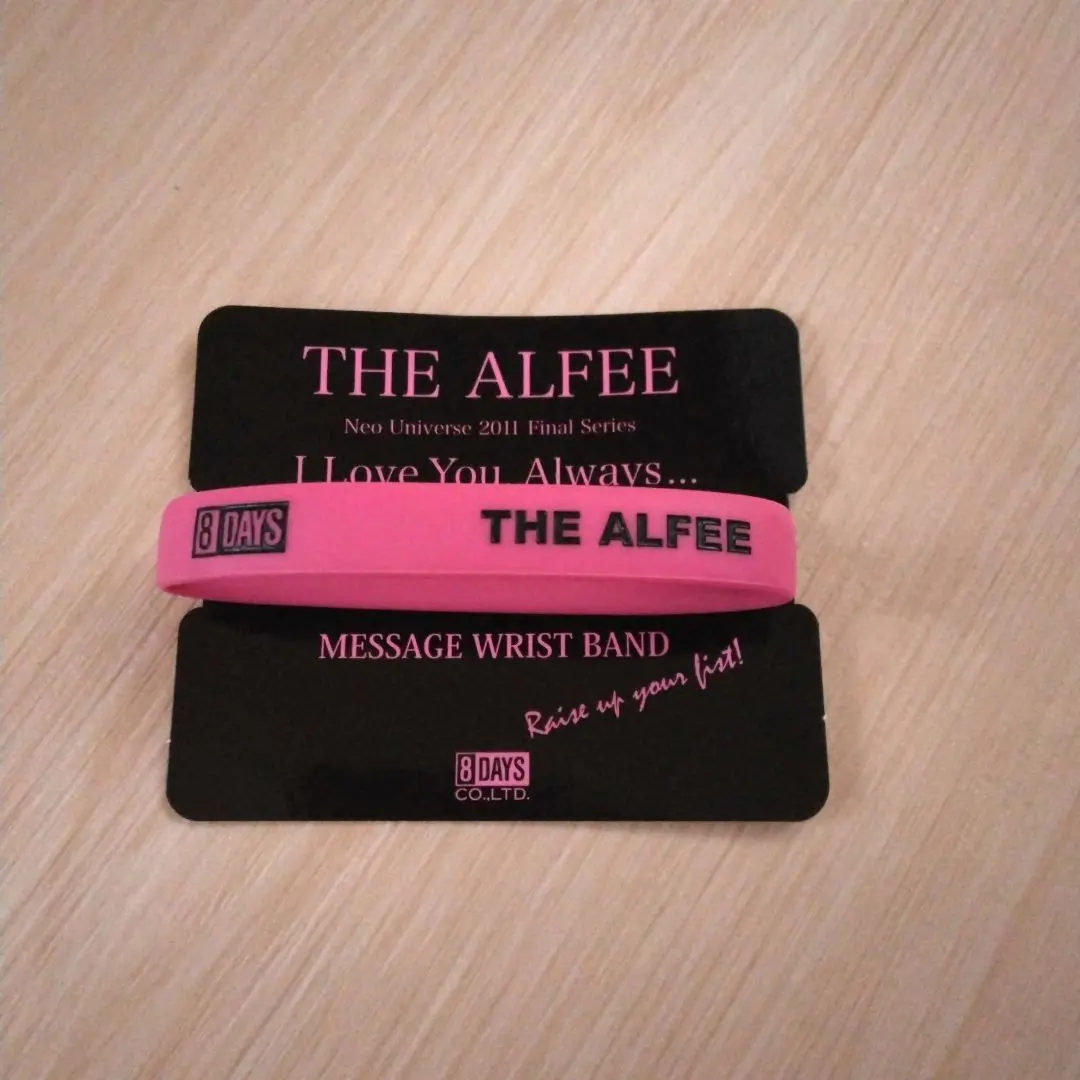 THE ALFEE
Neo Universe 2011 Final Series
I Love You, Always...
8 DAYS
THE ALFEE
MESSAGE WRIST BAND
Raise up your fist!
8 DAYS
CO.,LTD.